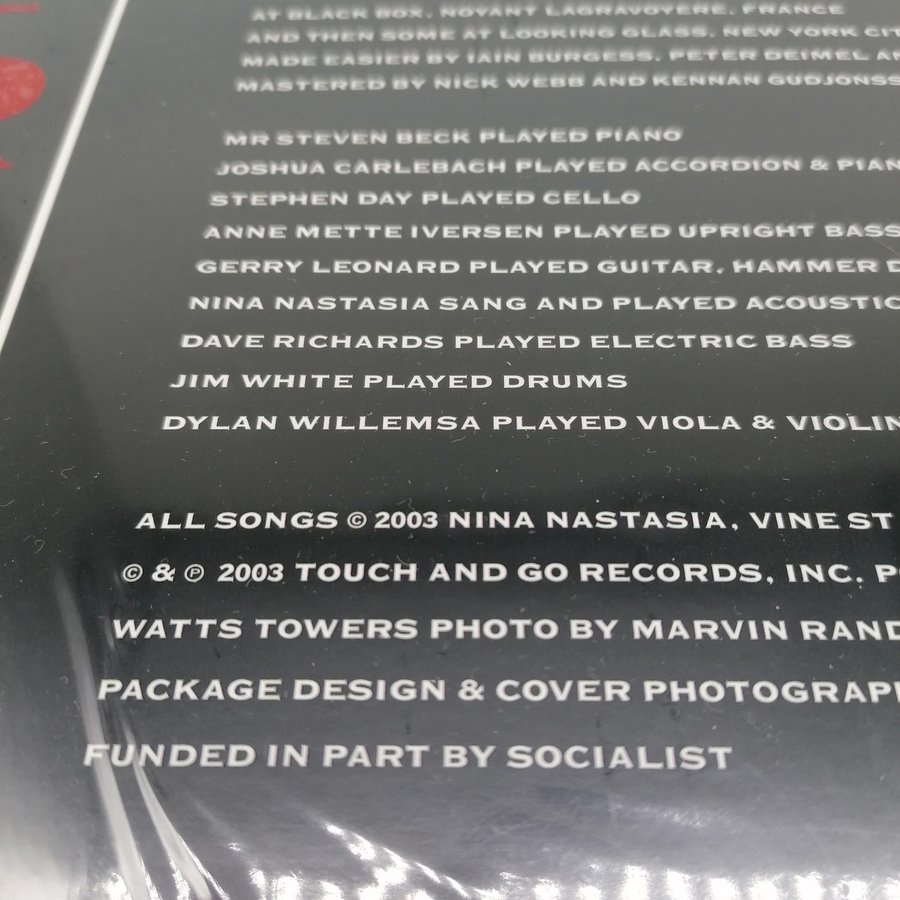 AT BLACK BOX, NOYANT LAGRAVOYERE, FRANCE
AND THEN SOME AT LOOKING GLASS, NEW YORK CIT
MADE EASIER BY IAIN BURGESS, PETER DEIMEL AN
MASTERED BY NICK WEBB AND KENNAN GUDJONSS
MR STEVEN BECK PLAYED PIANO
JOSHUA CARLEBACH PLAYED ACCORDION & PIAN
STEPHEN DAY PLAYED CELLO
ANNE METTE IVERSEN PLAYED UPRIGHT BASS
GERRY LEONARD PLAYED GUITAR, HAMMER D
NINA NASTASIA SANG AND PLAYED ACOUSTIC
DAVE RICHARDS PLAYED ELECTRIC BASS
JIM WHITE PLAYED DRUMS
DYLAN WILLEMSA PLAYED VIOLA & VIOLIN
ALL SONGS © 2003 NINA NASTASIA, VINE ST
© & ℗ 2003 TOUCH AND GO RECORDS, INC. P
WATTS TOWERS PHOTO BY MARVIN RAND
PACKAGE DESIGN & COVER PHOTOGRAP
FUNDED IN PART BY SOCIALIST